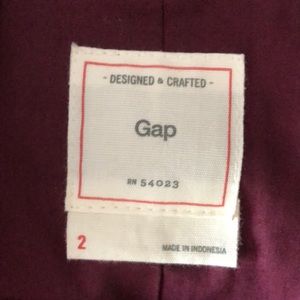 - DESIGNED & CRAFTED -
Gap
RN 54023
2
MADE IN INDONESIA